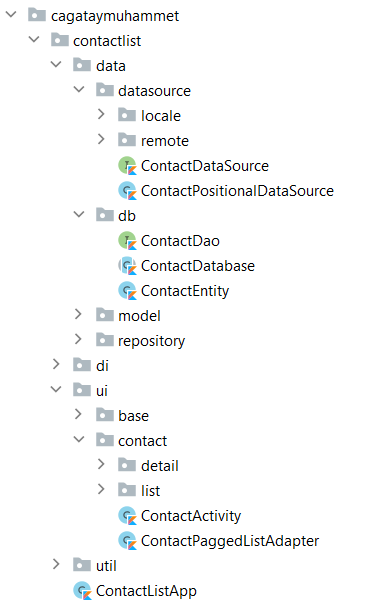 cagataymuhammet
contactlist
data
datasource
locale
remote
ContactDataSource
ContactPositionalDataSource
db
ContactDao
ContactDatabase
ContactEntity
model
repository
di
ui
base
contact
detail
list
ContactActivity
ContactPaggedListAdapter
util
ContactListApp